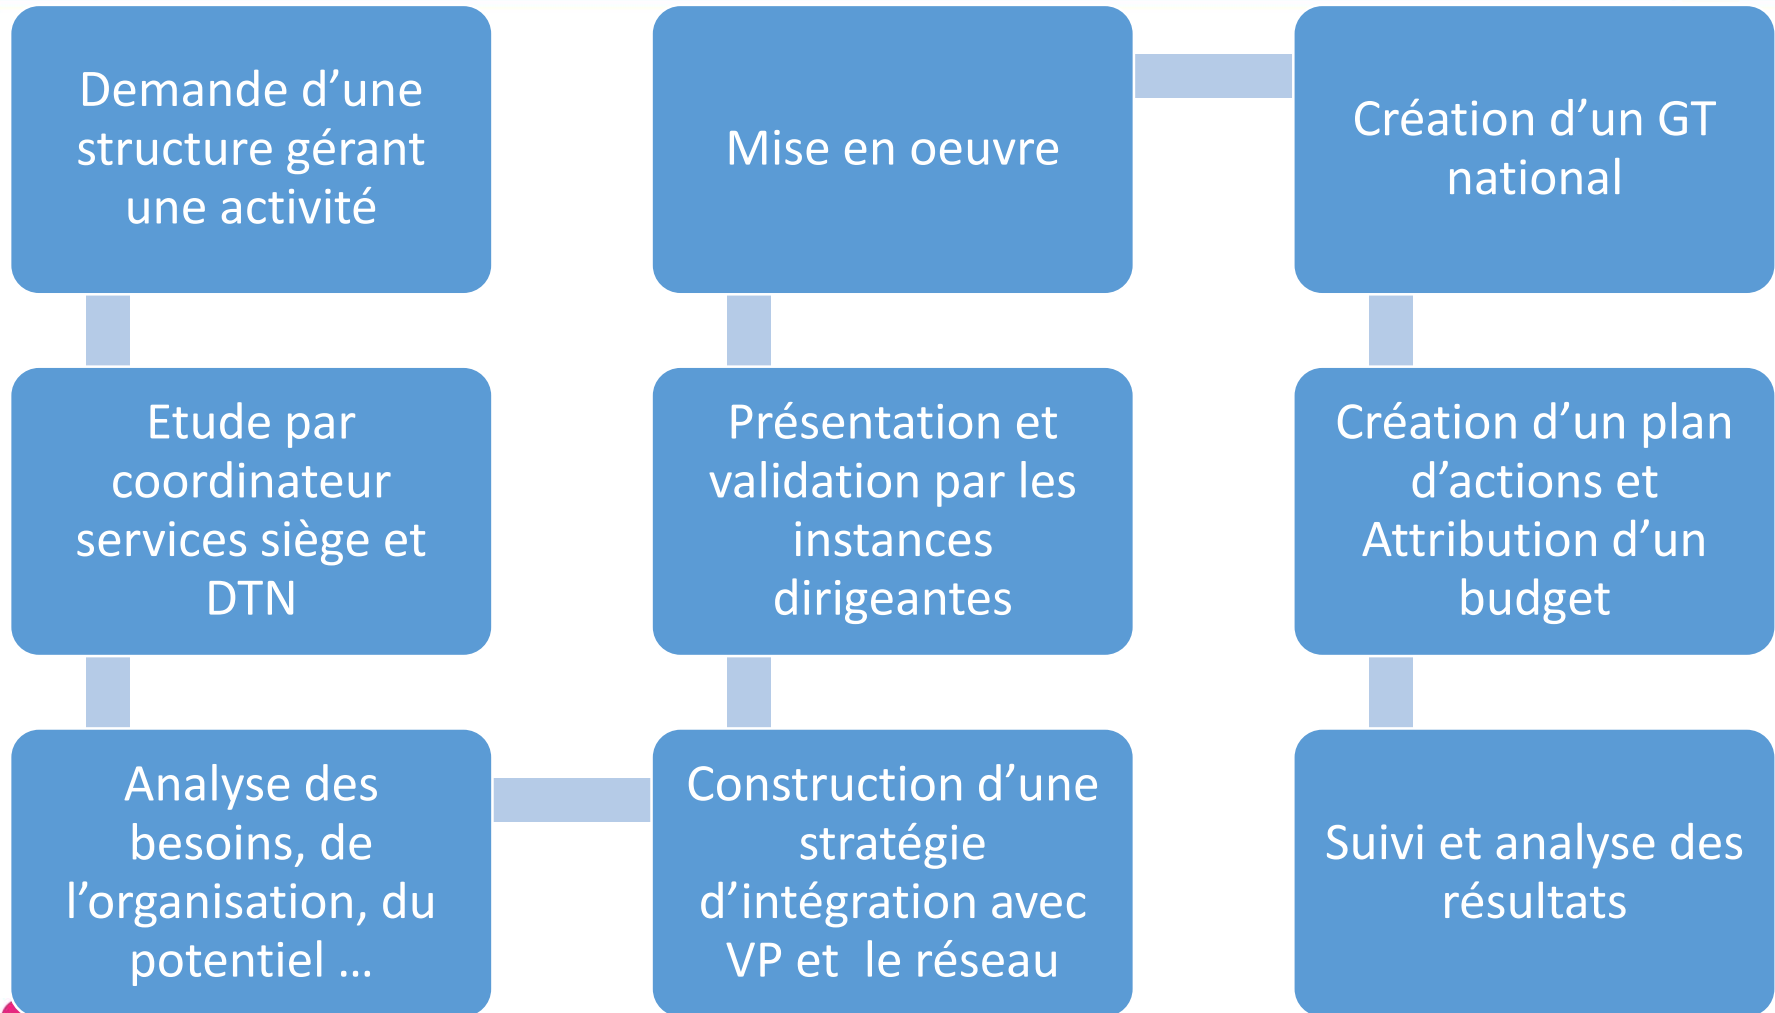 Demande d’une
structure gérant
une activité
Etude par
coordinateur
services siège et
DTN
Analyse des
besoins, de
l’organisation, du
potentiel …
Construction d’une
stratégie
d’intégration avec
VP et le réseau
Présentation et
validation par les
instances
dirigeantes
Mise en oeuvre
Création d’un GT
national
Création d’un plan
d’actions et
Attribution d’un
budget
Suivi et analyse des
résultats